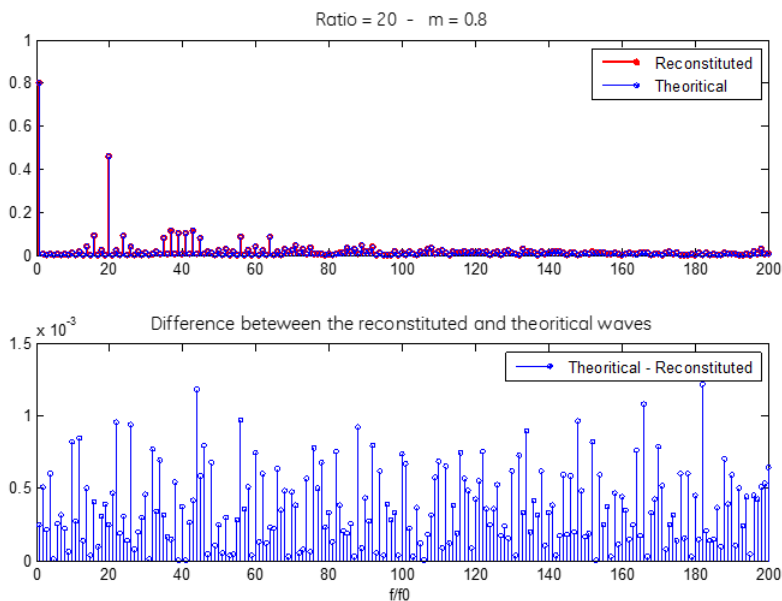 Ratio = 20 - m = 0.8
1
0.8
0.6
0.4
0.2
0
Reconstituted
Theoritical
0 20 40 60 80 100 120 140 160 180 200
Difference beteween the reconstituted and theoritical waves
x 10⁻³
1.5
1
0.5
0
Theoritical - Reconstituted
0 20 40 60 80 100 120 140 160 180 200
f/f0